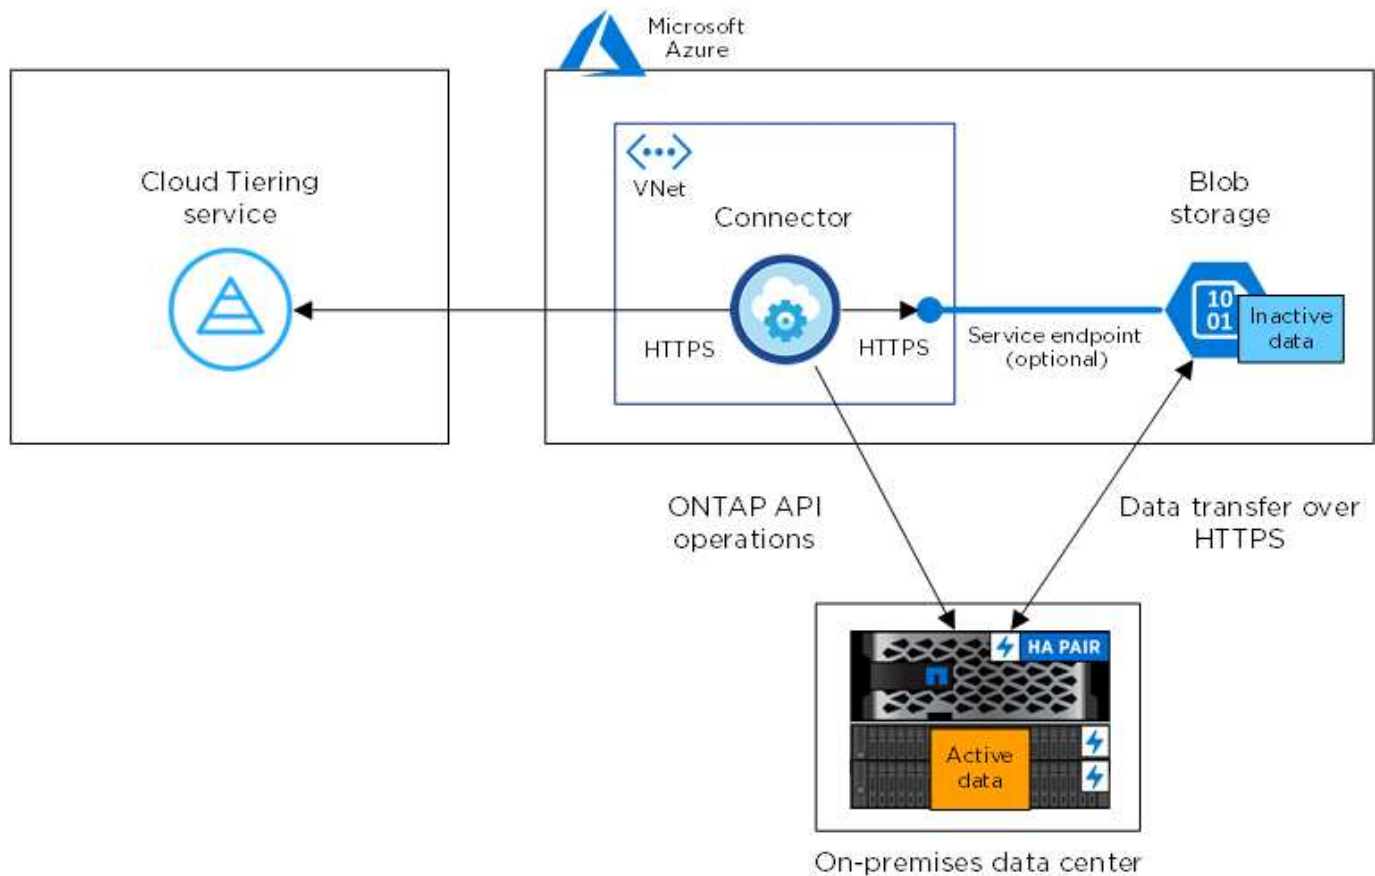 Microsoft
Azure
Cloud Tiering
service
VNet
Connector
Blob
storage
10
01
Inactive
data
HTTPS
HTTPS
Service endpoint
(optional)
ONTAP API
operations
Data transfer over
HTTPS
HA PAIR
Active
data
On-premises data center